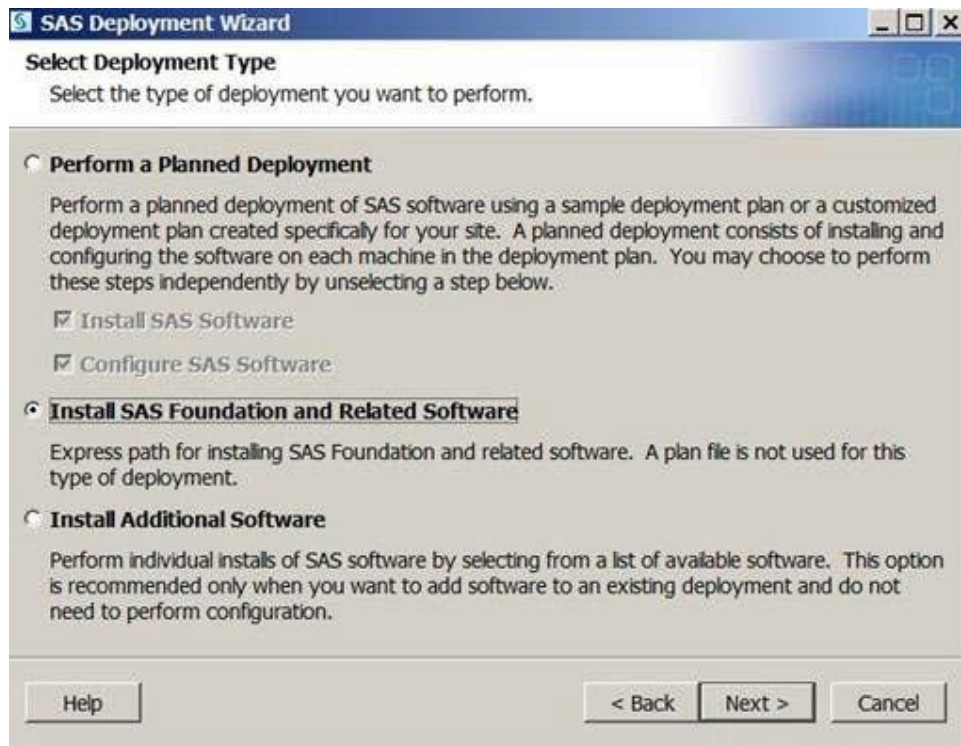 SAS Deployment Wizard
Select Deployment Type
Select the type of deployment you want to perform.
Perform a Planned Deployment
Perform a planned deployment of SAS software using a sample deployment plan or a customized
deployment plan created specifically for your site. A planned deployment consists of installing and
configuring the software on each machine in the deployment plan. You may choose to perform
these steps independently by unselecting a step below.
Install SAS Software
Configure SAS Software
Install SAS Foundation and Related Software
Express path for installing SAS Foundation and related software. A plan file is not used for this
type of deployment.
Install Additional Software
Perform individual installs of SAS software by selecting from a list of available software. This option
is recommended only when you want to add software to an existing deployment and do not
need to perform configuration.
Help
< Back
Next >
Cancel